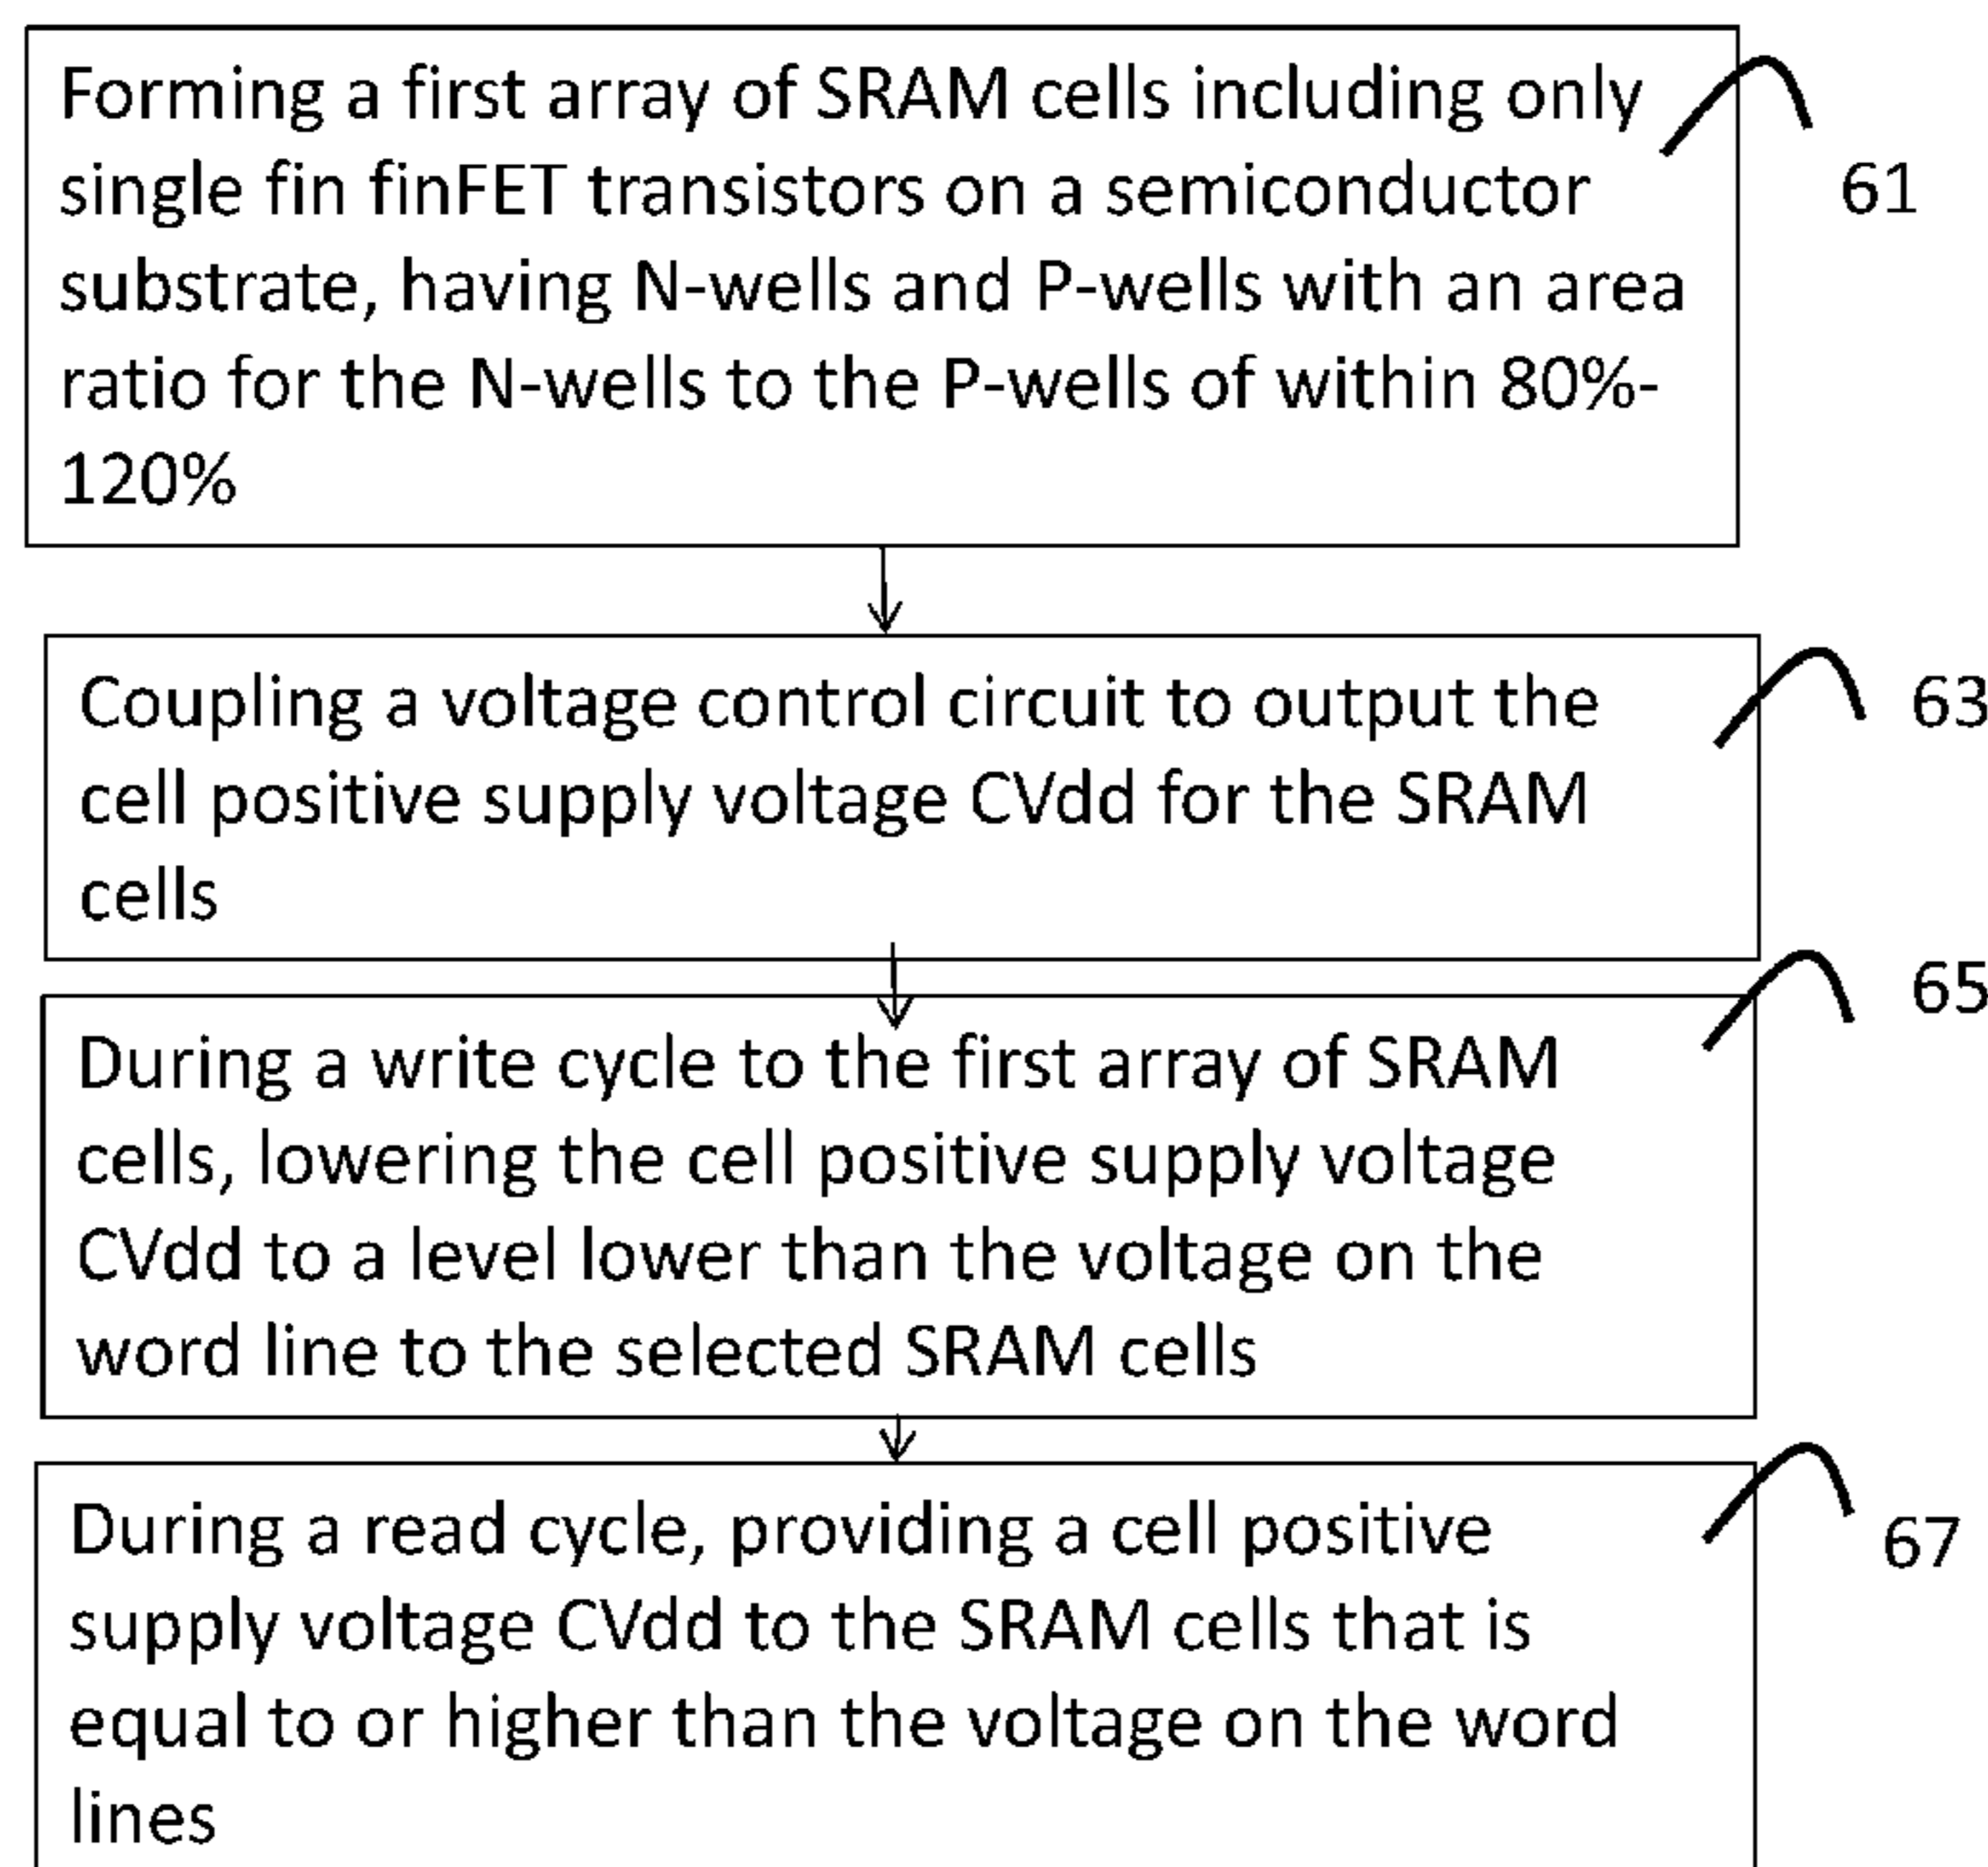 Forming a first array of SRAM cells including only
single fin finFET transistors on a semiconductor
substrate, having N-wells and P-wells with an area
ratio for the N-wells to the P-wells of within 80%-
120%
61
Coupling a voltage control circuit to output the
cell positive supply voltage CVdd for the SRAM
cells
63
During a write cycle to the first array of SRAM
cells, lowering the cell positive supply voltage
CVdd to a level lower than the voltage on the
word line to the selected SRAM cells
65
During a read cycle, providing a cell positive
supply voltage CVdd to the SRAM cells that is
equal to or higher than the voltage on the word
lines
67